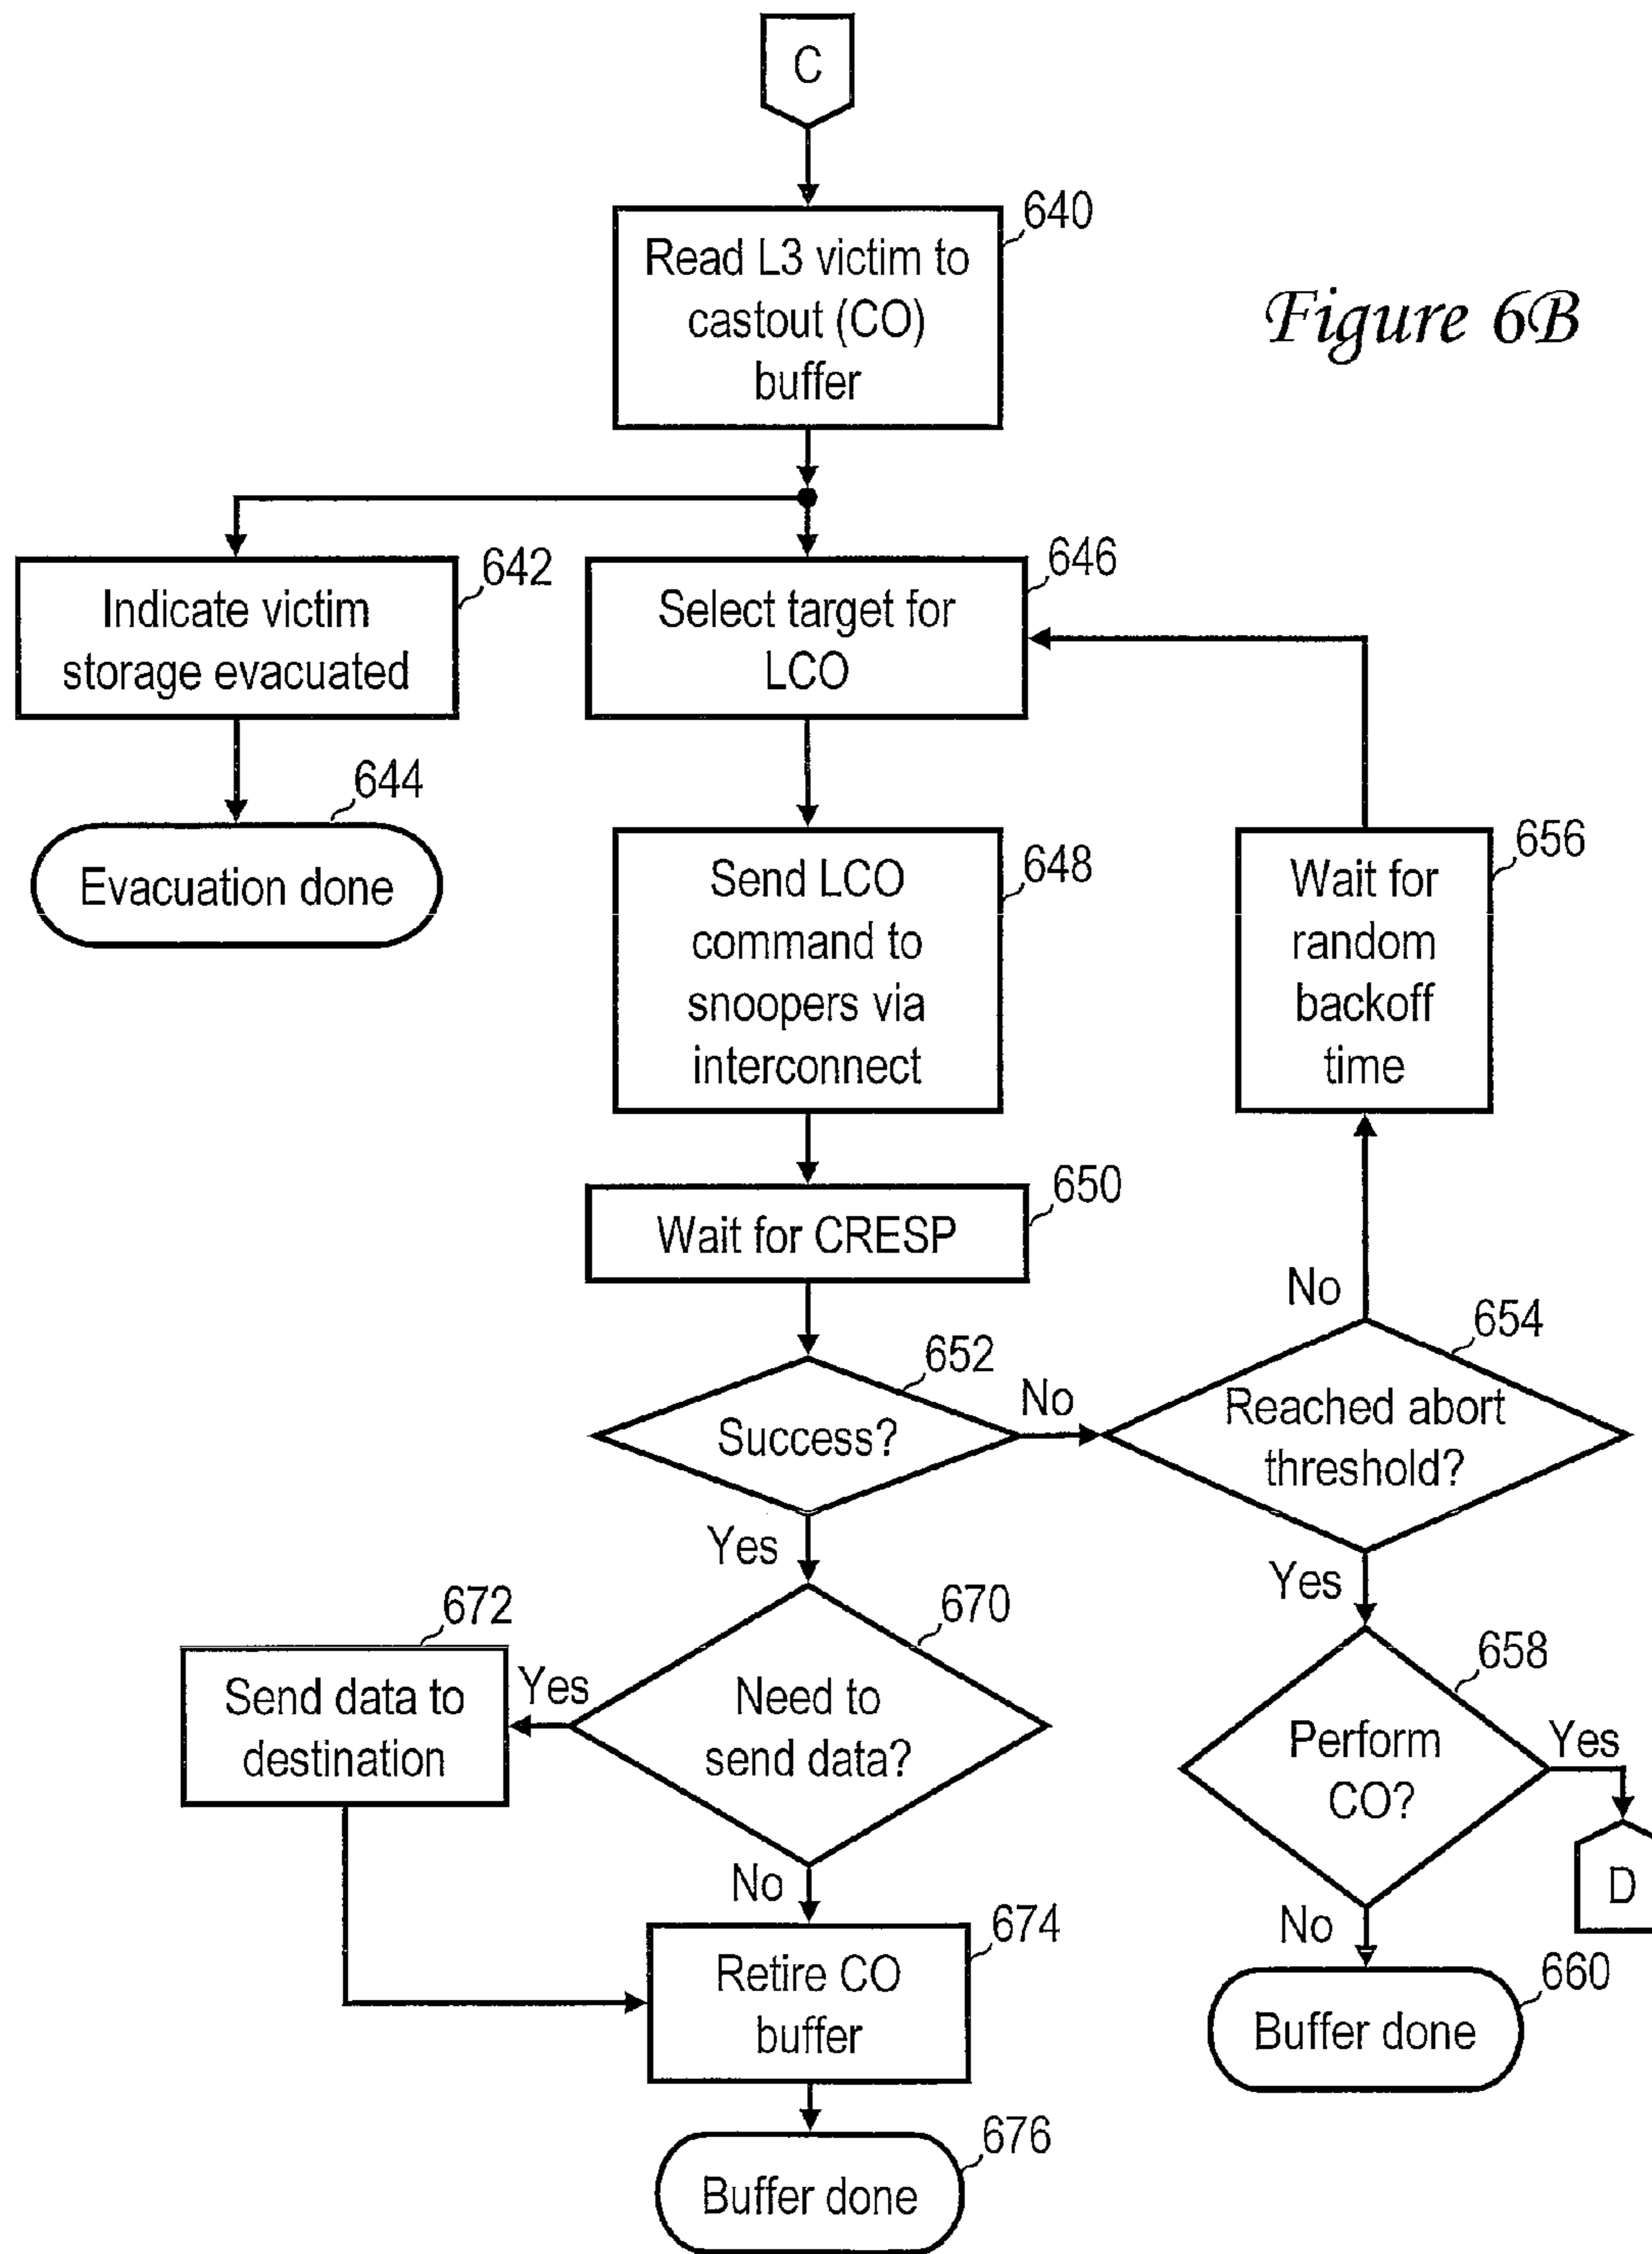 C
640
Read L3 victim to
castout (CO)
buffer
Figure 6B
642
Indicate victim
storage evacuated
646
Select target for
LCO
644
Evacuation done
648
Send LCO
command to
snoopers via
interconnect
656
Wait for
random
backoff
time
650
Wait for CRESP
No
652
Success?
No
654
Reached abort
threshold?
Yes
Yes
672
Send data to
destination
Yes
670
Need to
send data?
658
Perform
CO?
Yes
D
No
No
674
Retire CO
buffer
660
Buffer done
676
Buffer done